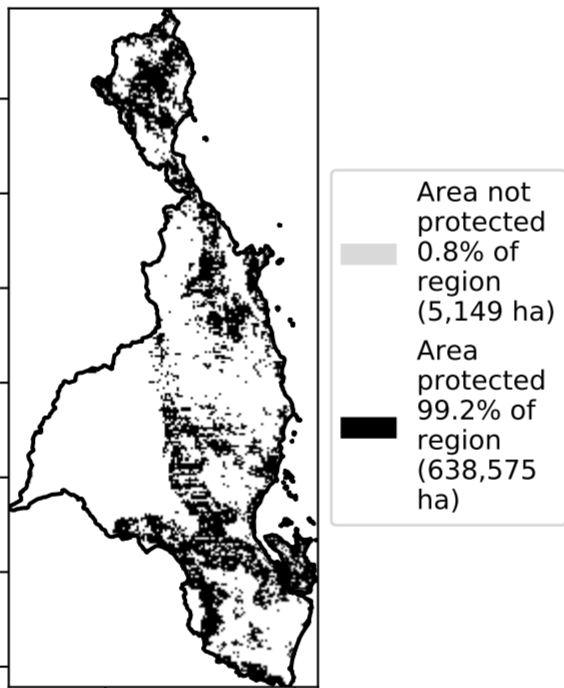 Area not
protected
0.8% of
region
(5,149 ha)
Area
protected
99.2% of
region
(638,575
ha)